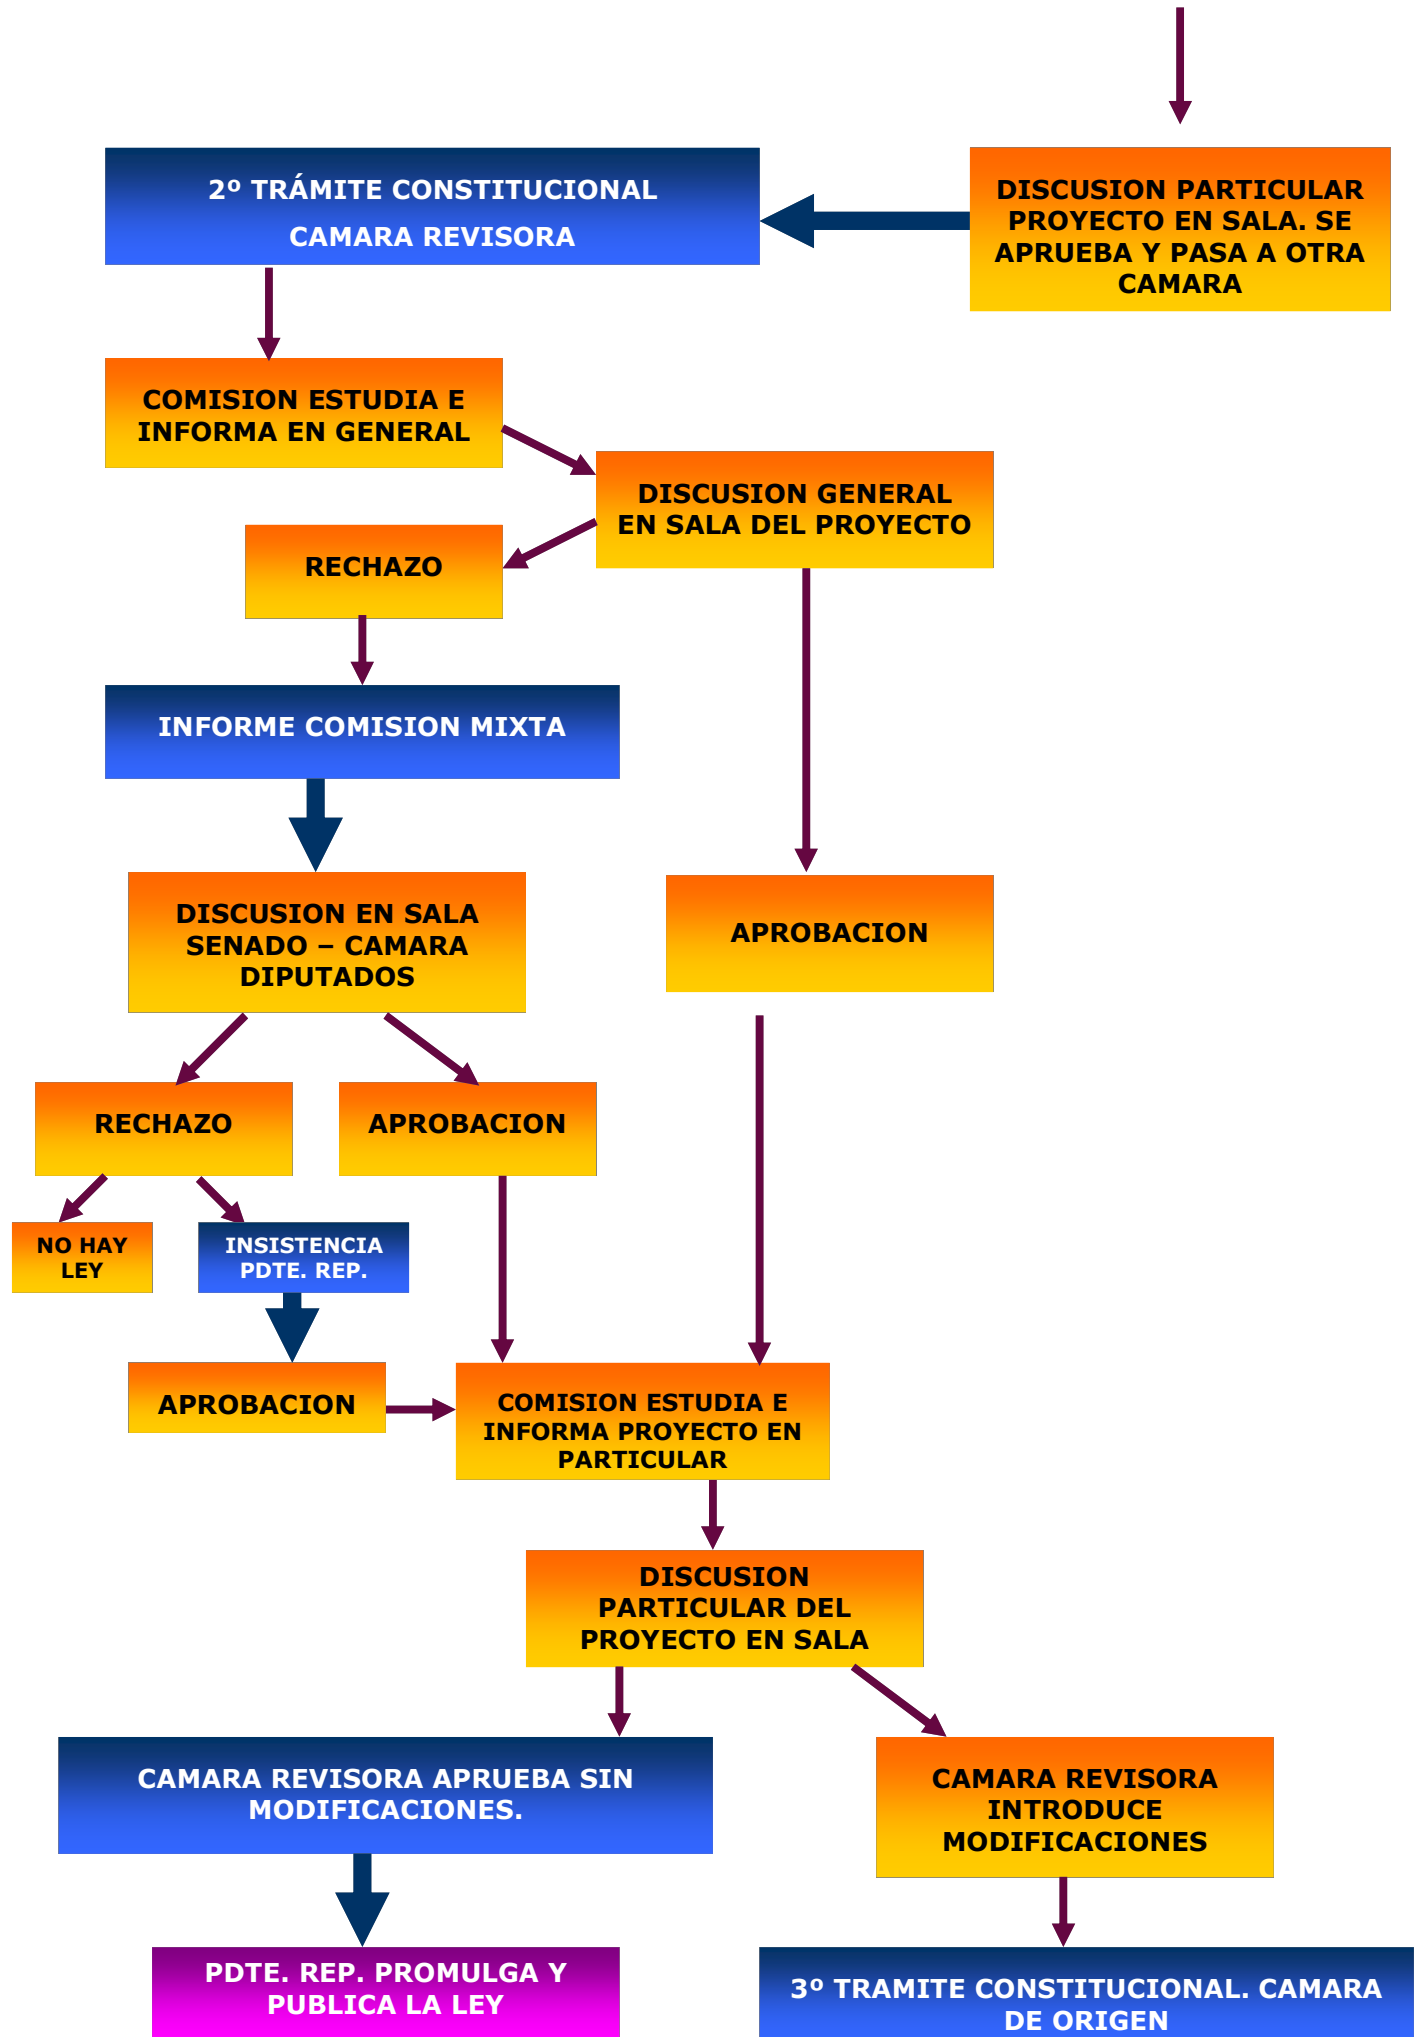 2º TRÁMITE CONSTITUCIONAL
CAMARA REVISORA
DISCUSION PARTICULAR
PROYECTO EN SALA. SE
APRUEBA Y PASA A OTRA
CAMARA
COMISION ESTUDIA E
INFORMA EN GENERAL
DISCUSION GENERAL
EN SALA DEL PROYECTO
RECHAZO
INFORME COMISION MIXTA
DISCUSION EN SALA
SENADO – CAMARA
DIPUTADOS
APROBACION
RECHAZO
APROBACION
NO HAY
LEY
INSISTENCIA
PDTE. REP.
APROBACION
COMISION ESTUDIA E
INFORMA PROYECTO EN
PARTICULAR
DISCUSION
PARTICULAR DEL
PROYECTO EN SALA
CAMARA REVISORA APRUEBA SIN
MODIFICACIONES.
CAMARA REVISORA
INTRODUCE
MODIFICACIONES
PDTE. REP. PROMULGA Y
PUBLICA LA LEY
3º TRAMITE CONSTITUCIONAL. CAMARA
DE ORIGEN